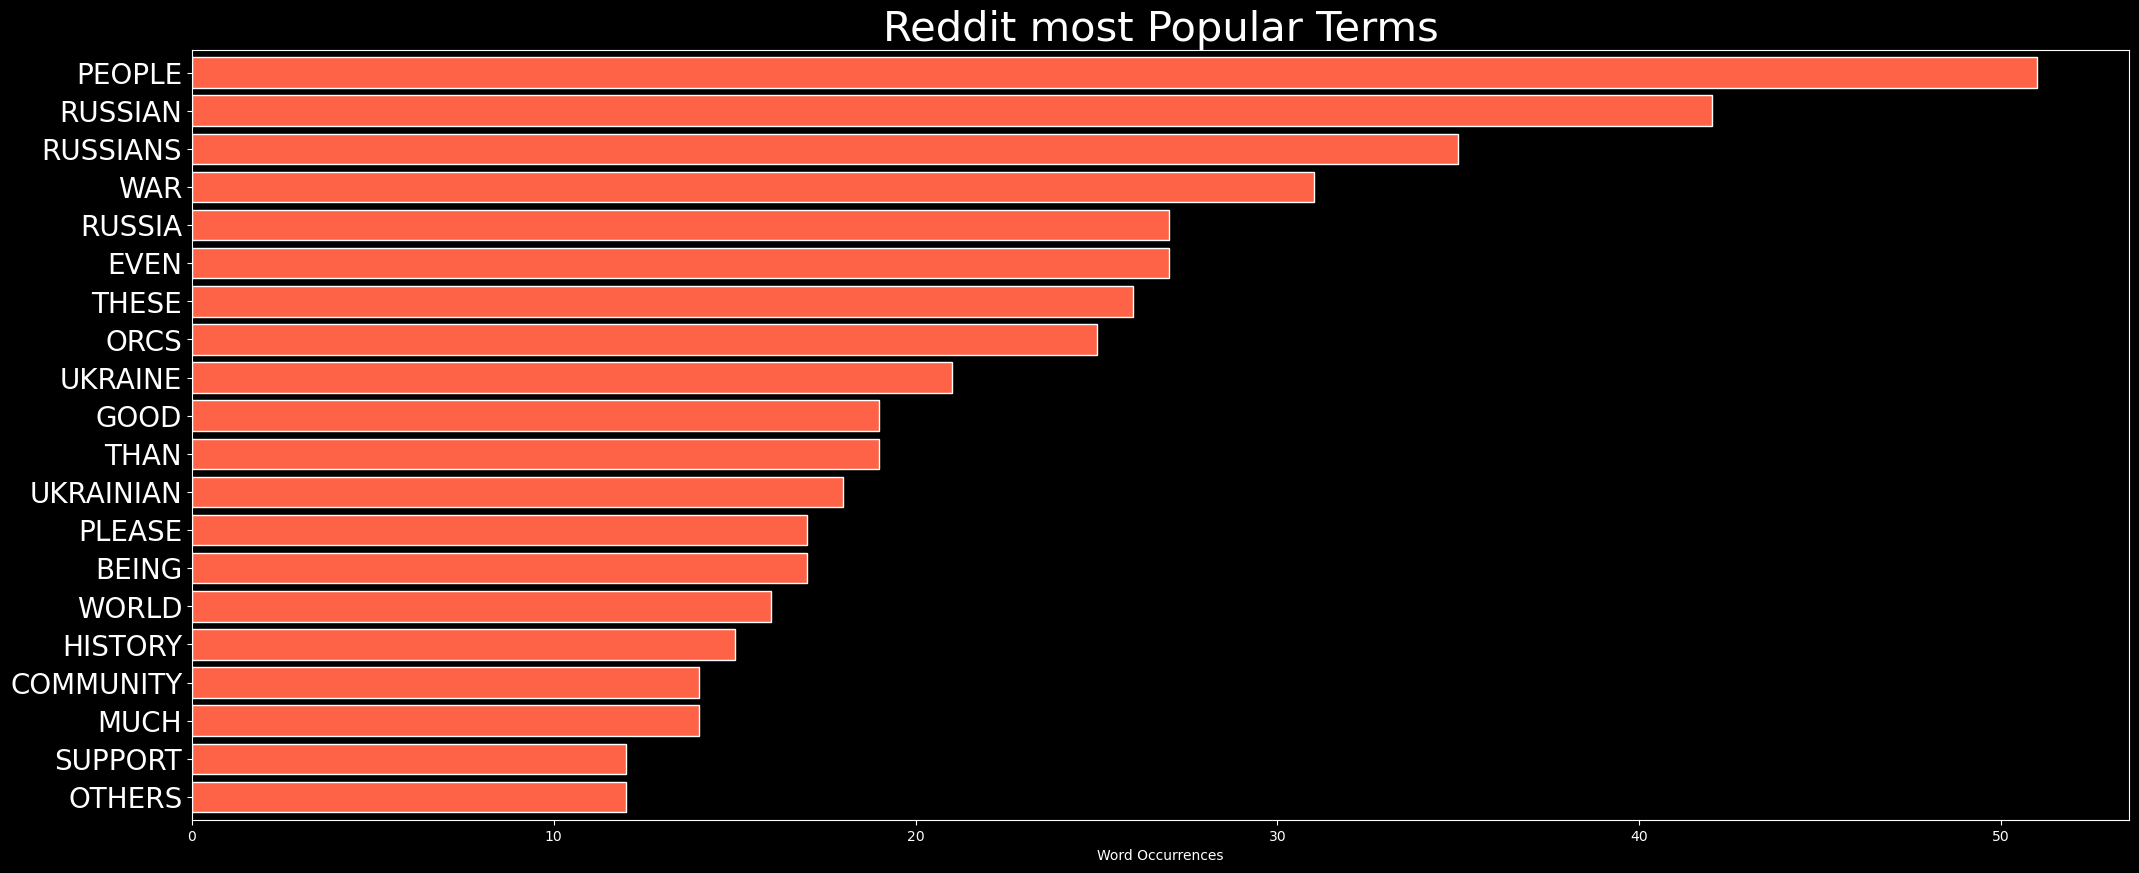 Reddit most Popular Terms
PEOPLE
RUSSIAN
RUSSIANS
WAR
RUSSIA
EVEN
THESE
ORCS
UKRAINE
GOOD
THAN
UKRAINIAN
PLEASE
BEING
WORLD
HISTORY
COMMUNITY
MUCH
SUPPORT
OTHERS
0 10 20 30 40 50
Word Occurrences